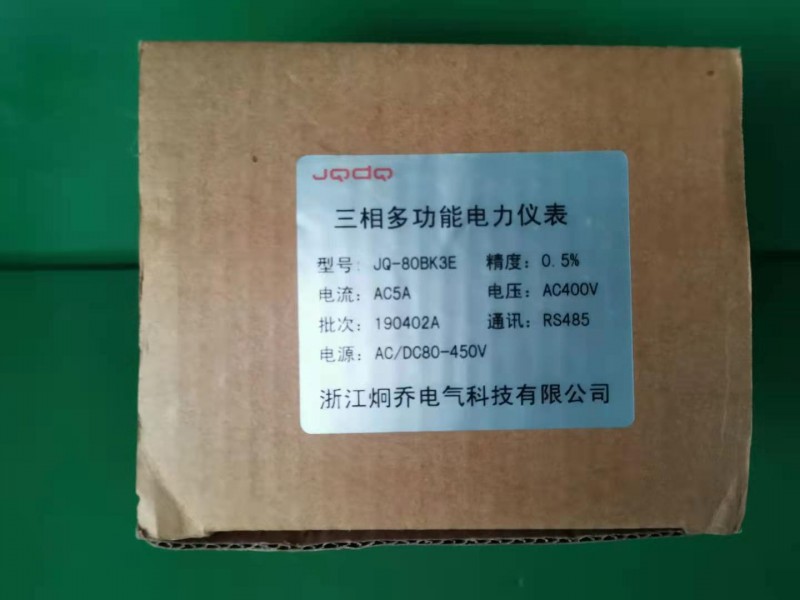 JQDQ
三相多功能电力仪表
型号: JQ-80BK3E 精度: 0.5%
电流: AC5A 电压: AC400V
批次: 190402A 通讯: RS485
电源: AC/DC80-450V
浙江炯乔电气科技有限公司